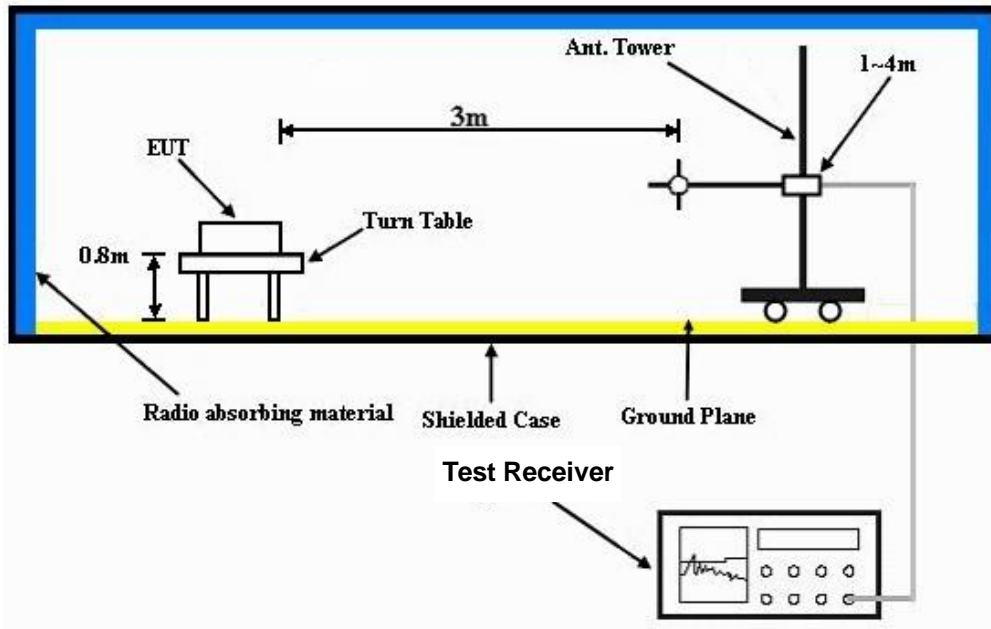 Ant. Tower
1~4m
3m
EUT
Turn Table
0.8m
Radio absorbing material
Shielded Case
Ground Plane
Test Receiver